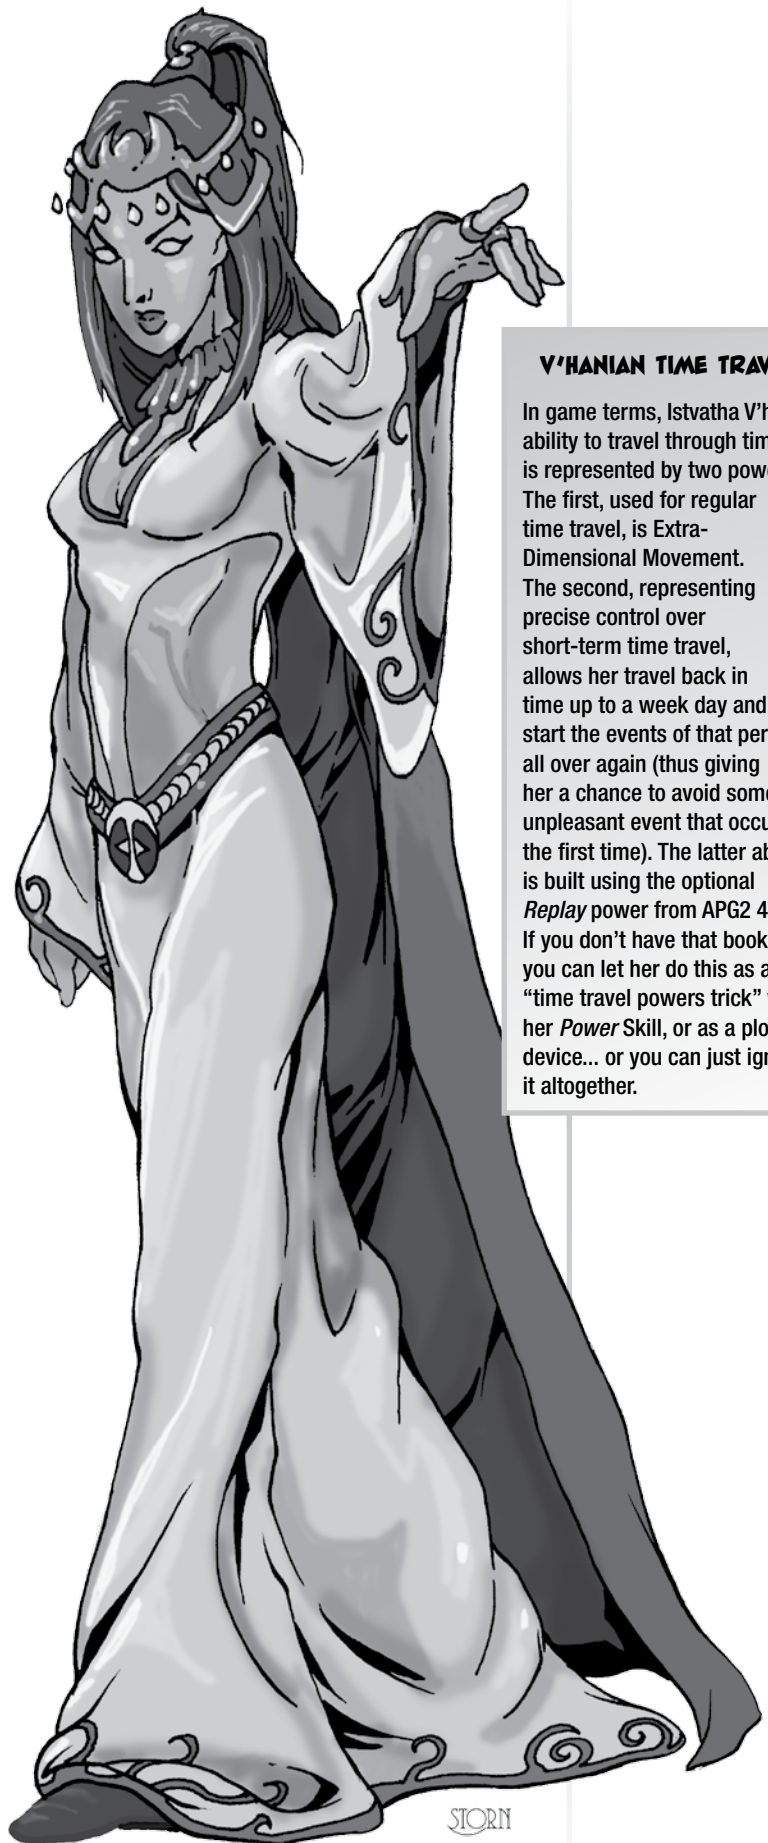 V'HANIAN TIME TRAV
In game terms, Istvatha V'h
ability to travel through tim
is represented by two powe
The first, used for regular
time travel, is Extra-
Dimensional Movement.
The second, representing
precise control over
short-term time travel,
allows her travel back in
time up to a week day and
start the events of that per
all over again (thus giving
her a chance to avoid some
unpleasant event that occu
the first time). The latter ab
is built using the optional
Replay power from APG2 4
If you don't have that book
you can let her do this as a
“time travel powers trick”
her Power Skill, or as a plo
device... or you can just ign
it altogether.
STORN